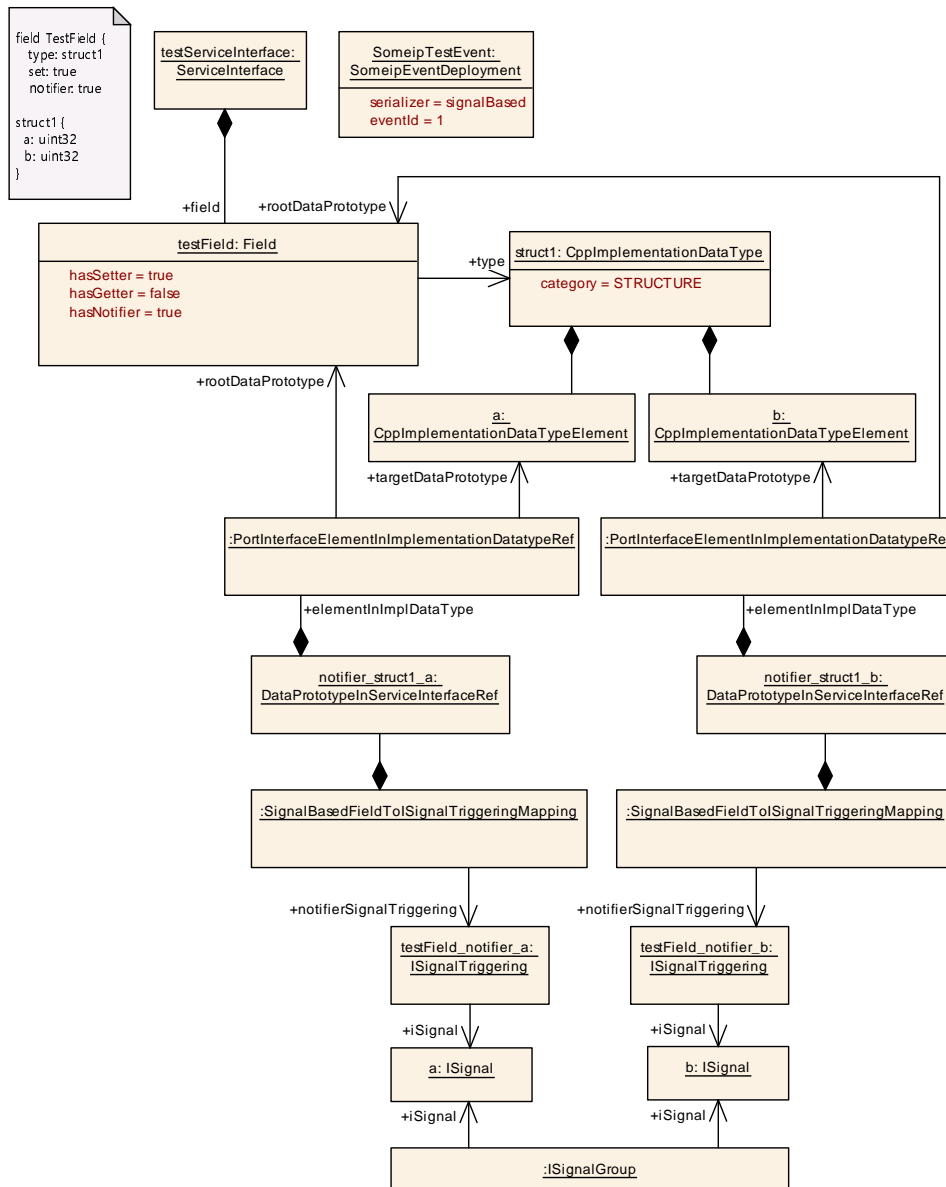 field TestField {
type: struct1
set: true
notifier: true
struct1 {
a: uint32
b: uint32
}
testServiceInterface:
ServiceInterface
SomeipTestEvent:
SomeipEventDeployment
serializer = signalBased
eventId = 1
+field
+rootDataPrototype
testField: Field
hasSetter = true
hasGetter = false
hasNotifier = true
+type
struct1: CppImplementationDataType
category = STRUCTURE
+rootDataPrototype
a:
CppImplementationDataTypeElement
b:
CppImplementationDataTypeElement
+targetDataPrototype
+targetDataPrototype
:PortInterfaceElementInImplementationDatatypeRef
:PortInterfaceElementInImplementationDatatypeRe
+elementInImplDataType
+elementInImplDataType
notifier_struct1_a:
DataPrototypeInServiceInterfaceRef
notifier_struct1_b:
DataPrototypeInServiceInterfaceRef
:SignalBasedFieldToISignalTriggeringMapping
:SignalBasedFieldToISignalTriggeringMapping
+notifierSignalTriggering
+notifierSignalTriggering
testField_notifier_a:
ISignalTriggering
testField_notifier_b:
ISignalTriggering
+iSignal
+iSignal
a: ISignal
b: ISignal
+iSignal
+iSignal
:ISignalGroup